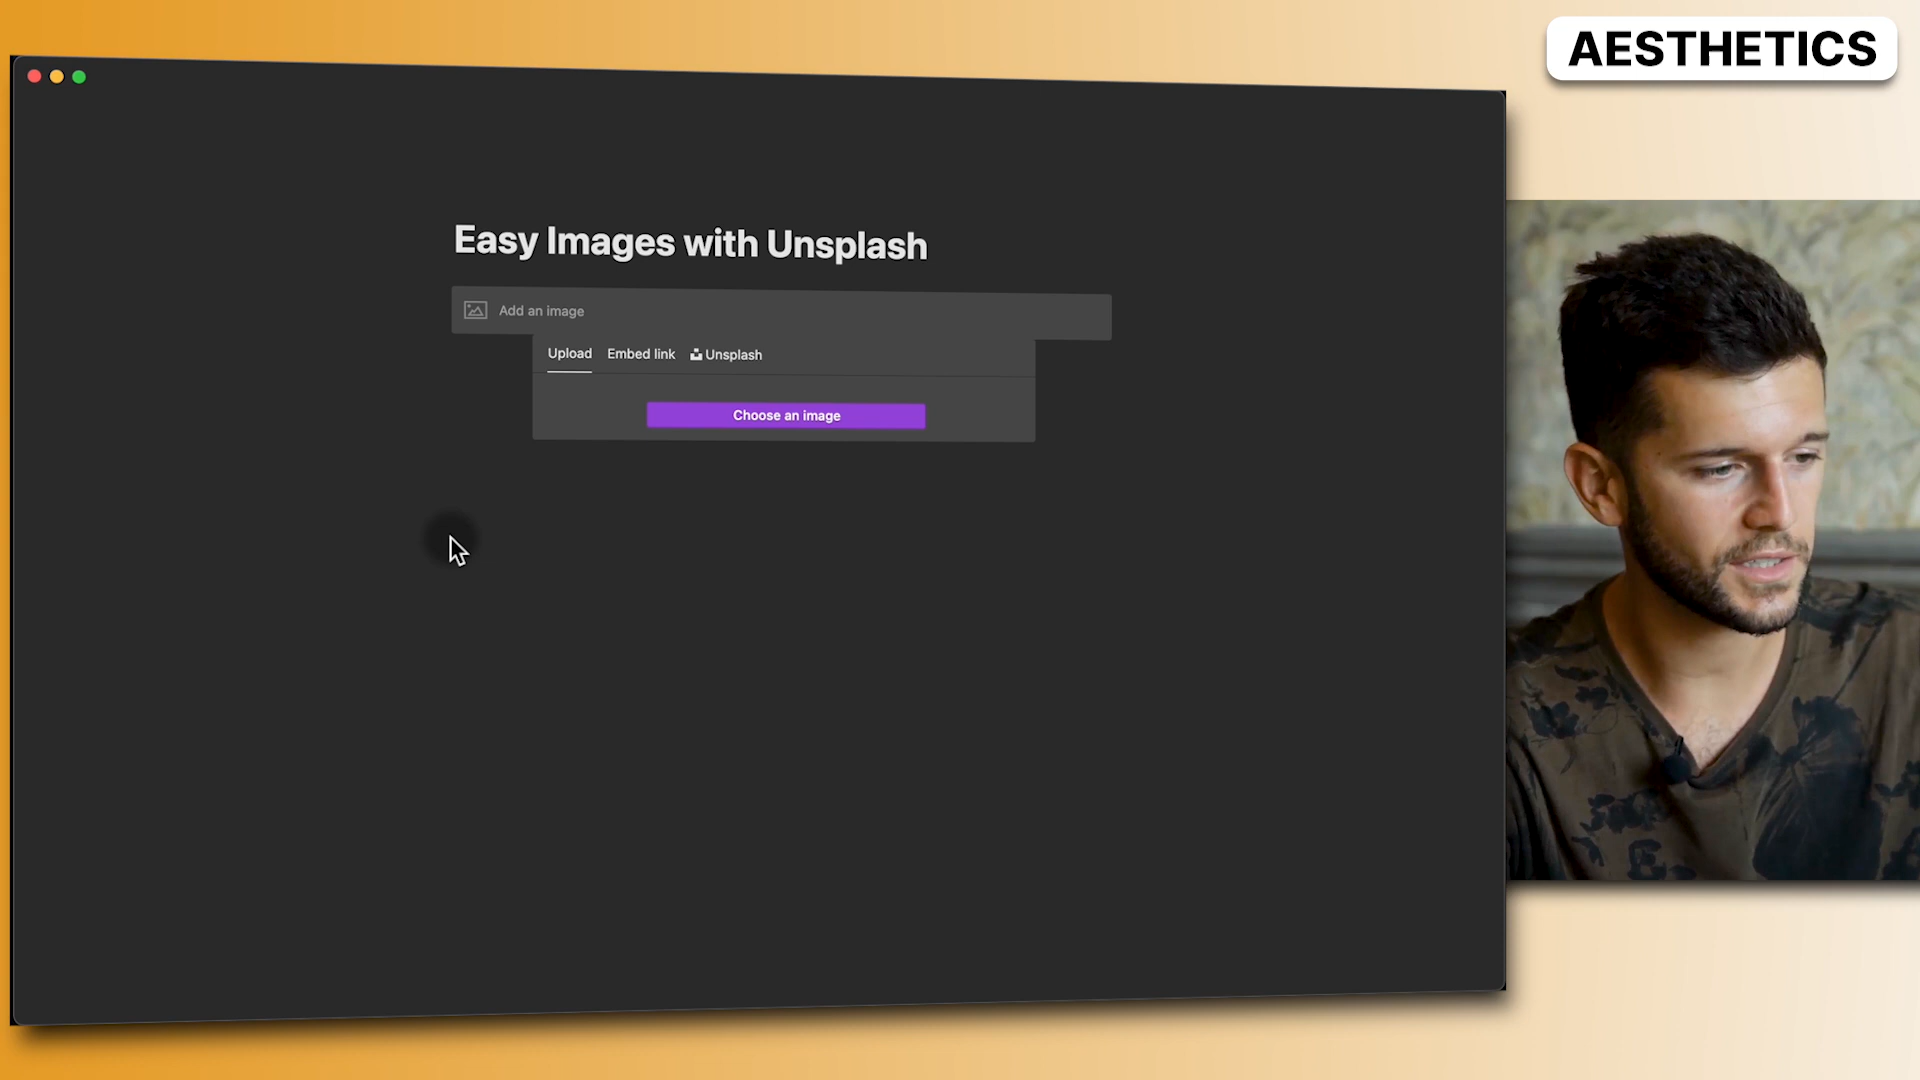 AESTHETICS
Easy Images with Unsplash
Add an image
Upload Embed link Unsplash
Choose an image